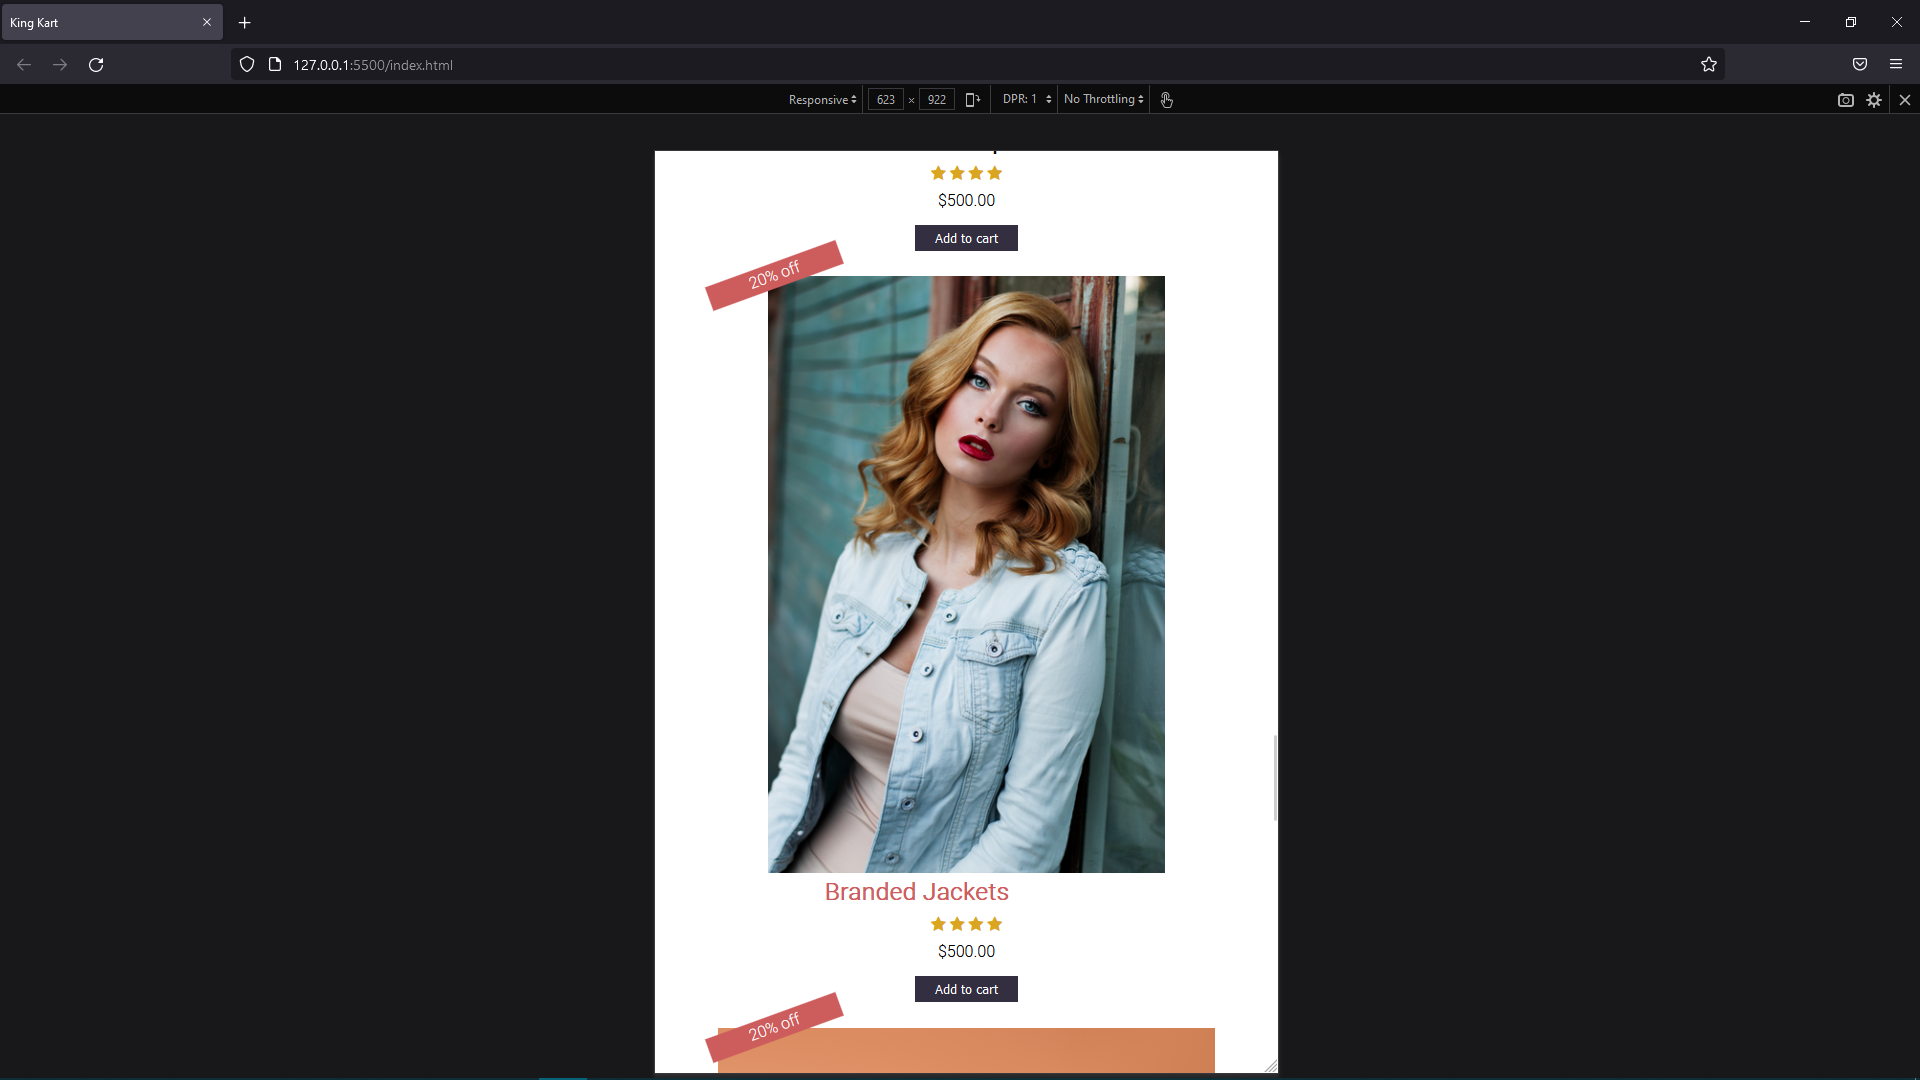 King Kart
127.0.0.1:5500/index.html
Responsive 623 × 922 DPR: 1 No Throttling
$500.00
Add to cart
20% off
Branded Jackets
$500.00
Add to cart
20% off